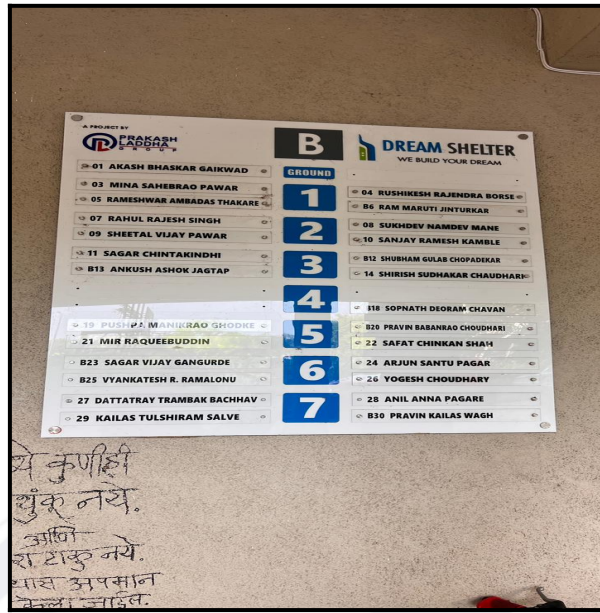 A PROJECT BY
PRAKASH
LADDHA
GROUP
B
DREAM SHELTER
WE BUILD YOUR DREAM
GROUND
01 AKASH BHASKAR GAIKWAD
1
03 MINA SAHEBRAO PAWAR
04 RUSHIKESH RAJENDRA BORSE
05 RAMESHWAR AMBADAS THAKARE
B6 RAM MARUTI JINTURKAR
2
07 RAHUL RAJESH SINGH
08 SUKHDEV NAMDEV MANE
09 SHEETAL VIJAY PAWAR
10 SANJAY RAMESH KAMBLE
3
11 SAGAR CHINTAKINDHI
B12 SHUBHAM GULAB CHOPADEKAR
B13 ANKUSH ASHOK JAGTAP
14 SHIRISH SUDHAKAR CHAUDHARI
4
B18 SOPNATH DEORAM CHAVAN
5
19 PUSHPA MANIKRAO GHODKE
B20 PRAVIN BABANRAO CHOUDHARI
21 MIR RAQUEEBUDDIN
22 SAFAT CHINKAN SHAH
6
B23 SAGAR VIJAY GANGURDE
24 ARJUN SANTU PAGAR
B25 VYANKATESH R. RAMALONU
26 YOGESH CHOUDHARY
7
27 DATTATRAY TRAMBAK BACHHAV
28 ANIL ANNA PAGARE
29 KAILAS TULSHIRAM SALVE
B30 PRAVIN KAILAS WAGH
ये कुणीही
थुंकू नये.
आणि
टाकू नये.
अपमान
केला जाईल.